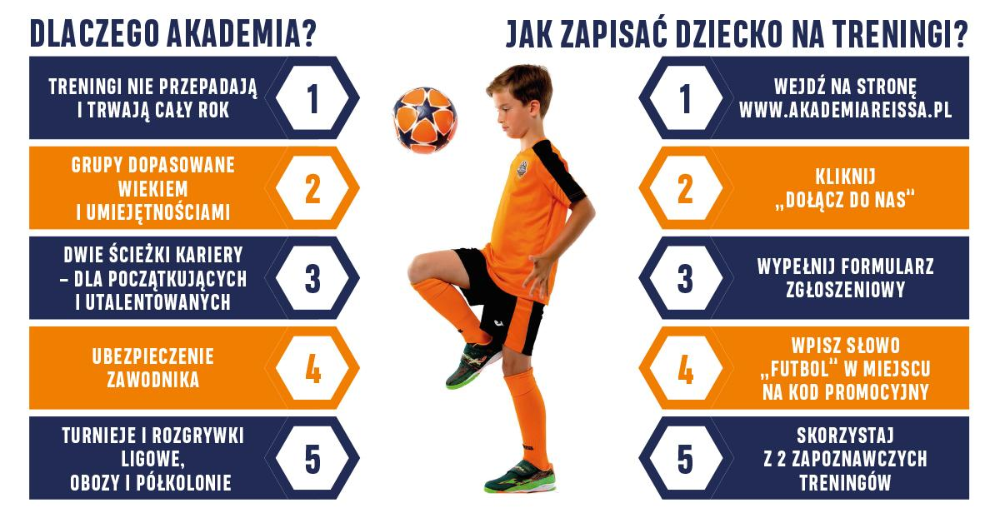 DLACZEGO AKADEMIA?
TRENINGI NIE PRZEPADAJĄ
I TRWAJĄ CAŁY ROK
1
GRUPY DOPASOWANE
WIEKIEM
I UMIEJĘTNOŚCIAMI
2
DWIE ŚCIEŻKI KARIERY
– DLA POCZĄTKUJĄCYCH
I UTALENTOWANYCH
3
UBEZPIECZENIE
ZAWODNIKA
4
TURNIEJE I ROZGRYWKI
LIGOWE,
OBOZY I PÓŁKOLONIE
5
JAK ZAPISAĆ DZIECKO NA TRENINGI?
1
WEJDŹ NA STRONĘ
WWW.AKADEMIAREISSA.PL
2
KLIKNIJ
„DOŁĄCZ DO NAS“
3
WYPEŁNIJ FORMULARZ
ZGŁOSZENIOWY
4
WPISZ SŁOWO
„FUTBOL“ W MIEJSCU
NA KOD PROMOCYJNY
5
SKORZYSTAJ
Z 2 ZAPOZNAWCZYCH
TRENINGÓW